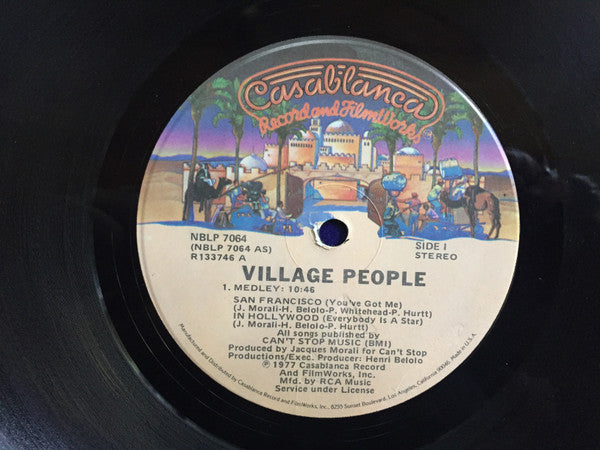 Casablanca
Record and FilmWorks
NBLP 7064
(NBLP 7064 AS)
R133746 A
SIDE I
STEREO
VILLAGE PEOPLE
1. MEDLEY: 10:46
SAN FRANCISCO (You've Got Me)
(J. Morali-H. Belolo-P. Whitehead-P. Hurtt)
IN HOLLYWOOD (Everybody Is A Star)
(J. Morali-H. Belolo-P. Hurtt)
All songs published by
CAN'T STOP MUSIC (BMI)
Produced by Jacques Morali for Can't Stop
Productions/Exec. Producer: Henri Belolo
℗ 1977 Casablanca Record
And FilmWorks, Inc.
Mfd. by RCA Music
Service under License
Manufactured and Distributed by Casablanca Record and FilmWorks, Inc., 8255 Sunset Boulevard, Los Angeles, California 90046. Made in U.S.A.